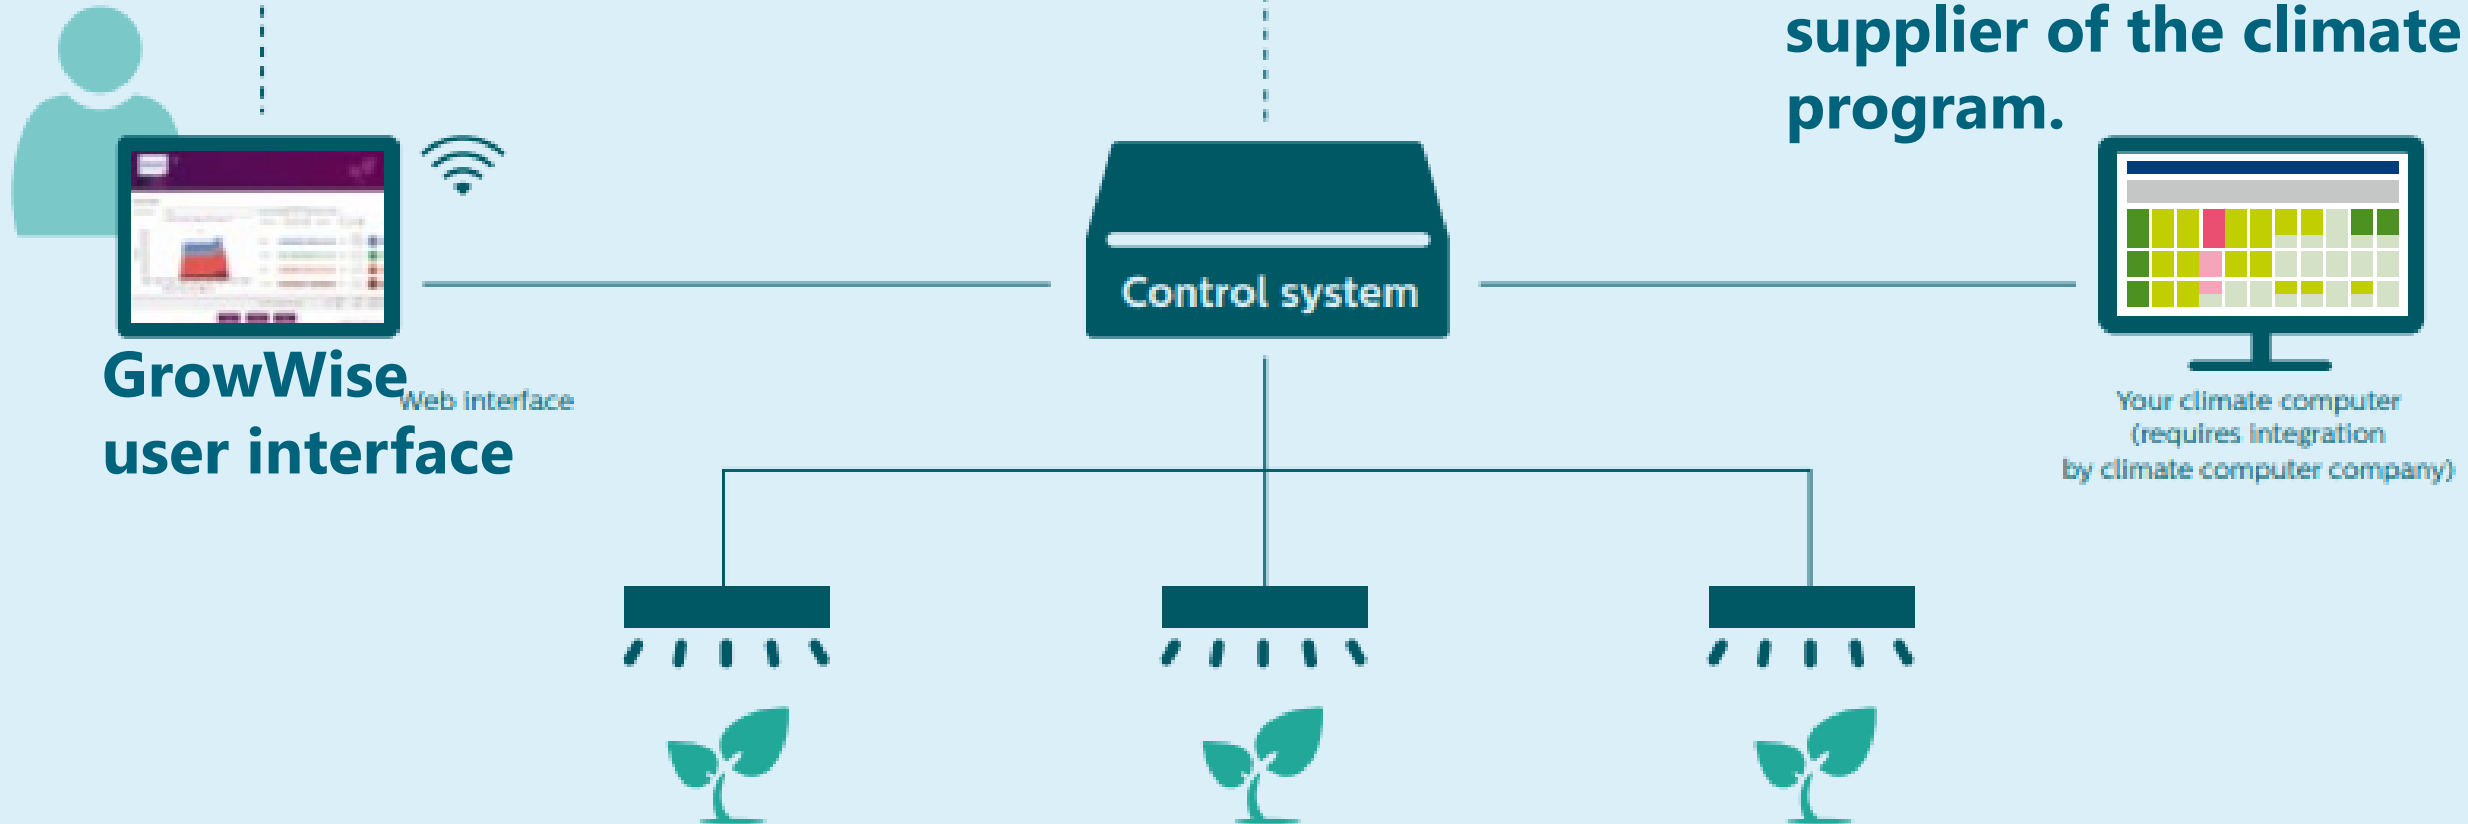 supplier of the climate
program.
Control system
GrowWise
user interface
Web interface
Your climate computer
(requires integration
by climate computer company)